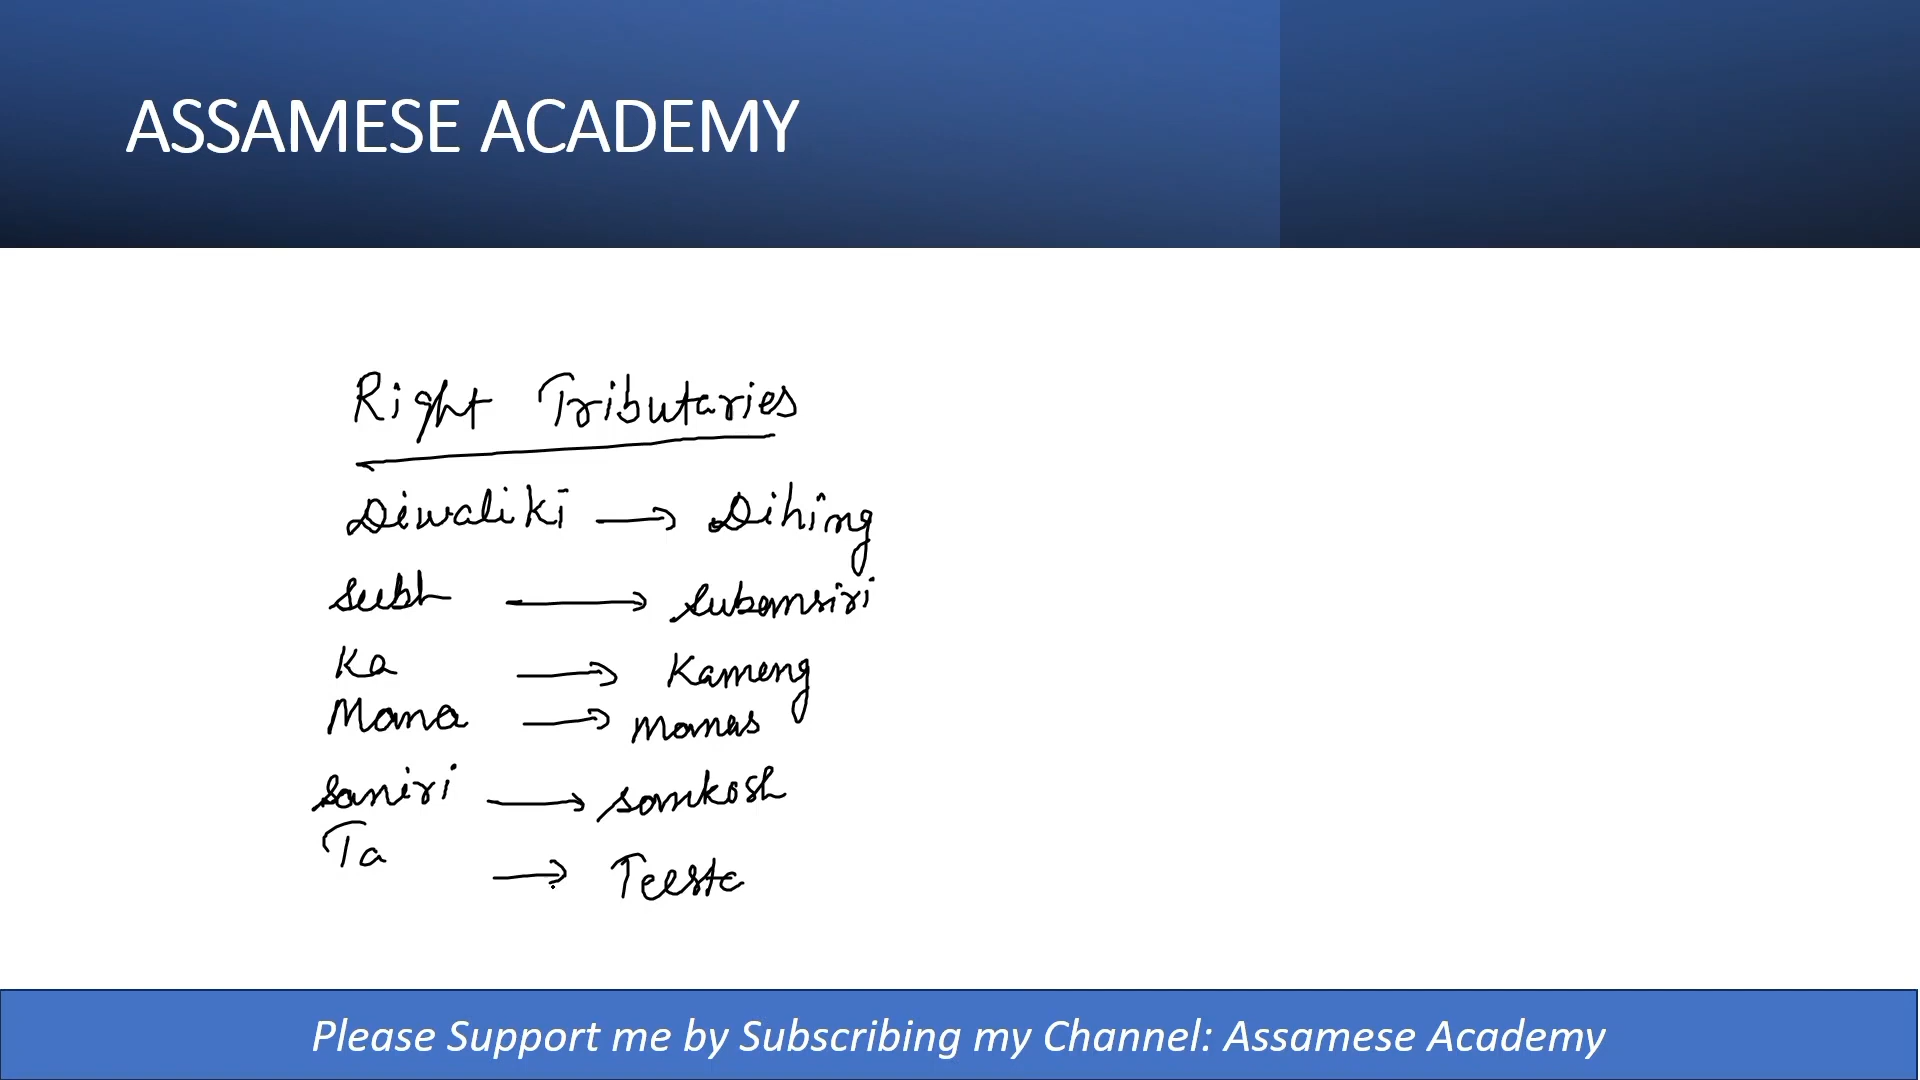 ASSAMESE ACADEMY
Right Tributaries
Diwaliki → Dihing
Subh → Subansiri
Ka → Kameng
Mana → Manas
Saniri → Sankosh
Ta → Teesta
Please Support me by Subscribing my Channel: Assamese Academy